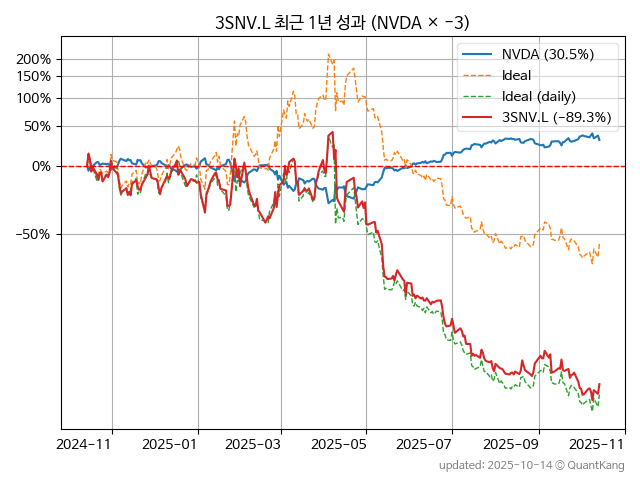 3SNV.L 최근 1년 성과 (NVDA × −3)
200%
150%
100%
50%
0%
−50%
NVDA (30.5%)
Ideal
Ideal (daily)
3SNV.L (−89.3%)
2024-11
2025-01
2025-03
2025-05
2025-07
2025-09
2025-11
updated: 2025-10-14 © QuantKang